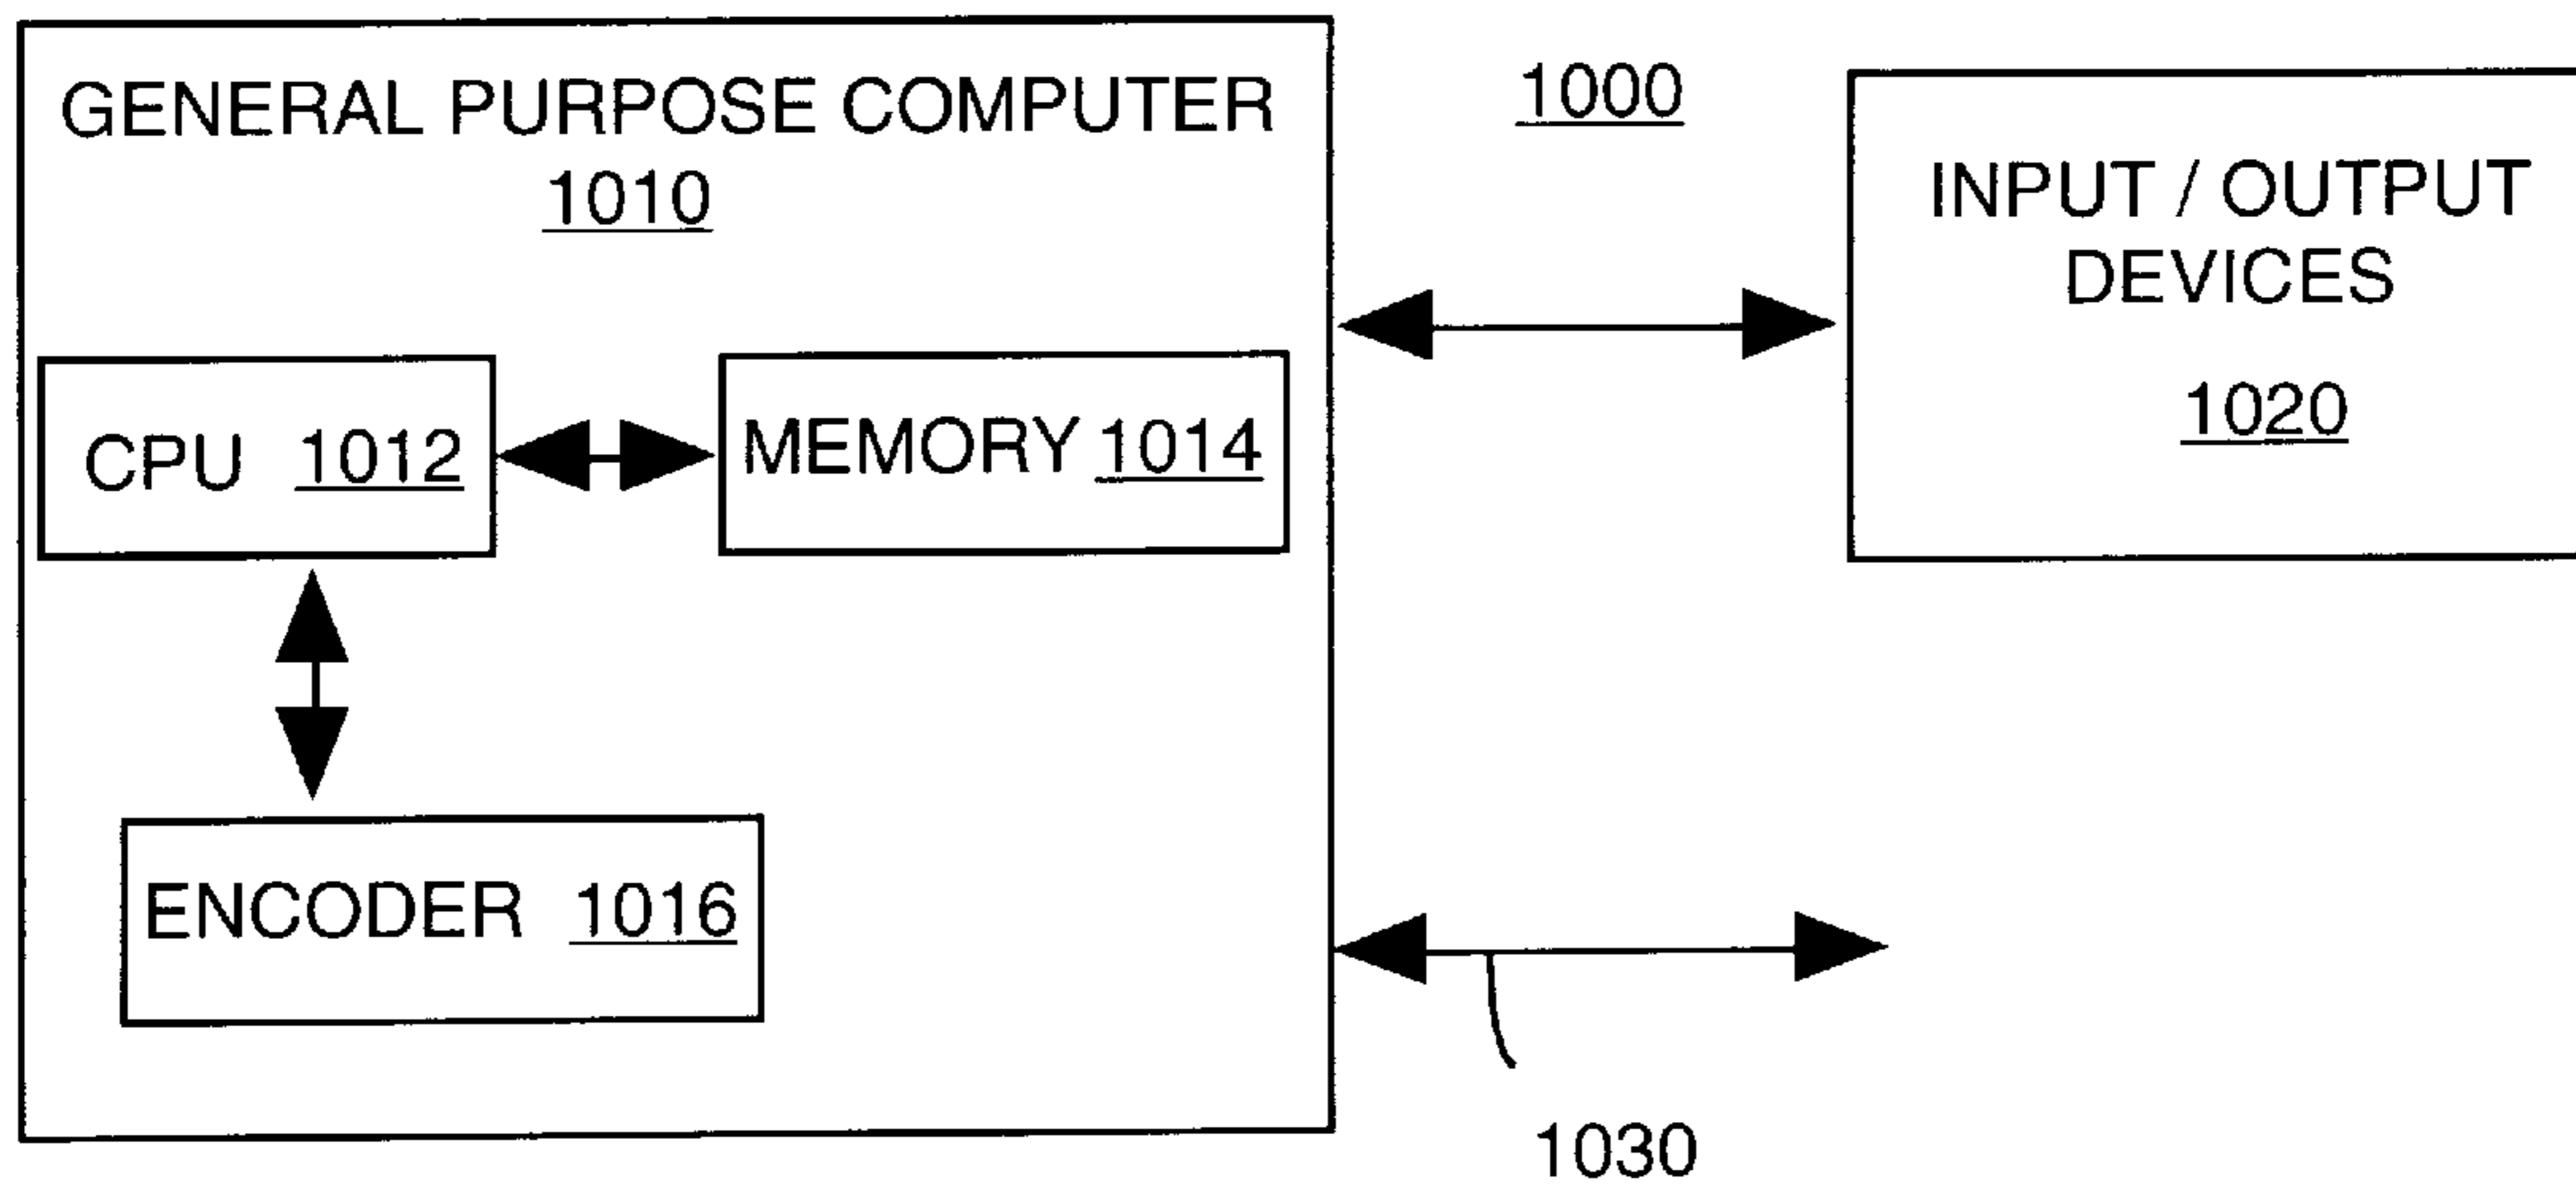 GENERAL PURPOSE COMPUTER
1010
1000
INPUT / OUTPUT
DEVICES
1020
CPU 1012
MEMORY 1014
ENCODER 1016
1030